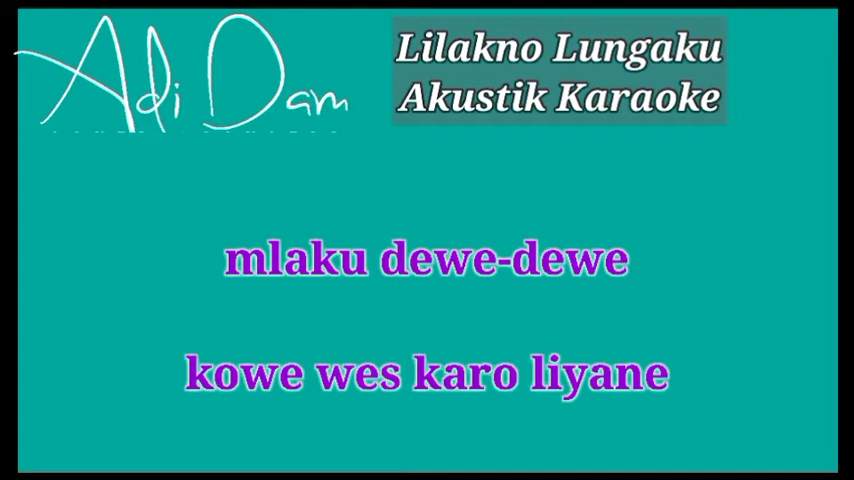 Adi Dam
Lilakno Lungaku
Akustik Karaoke
mlaku dewe-dewe
kowe wes karo liyane